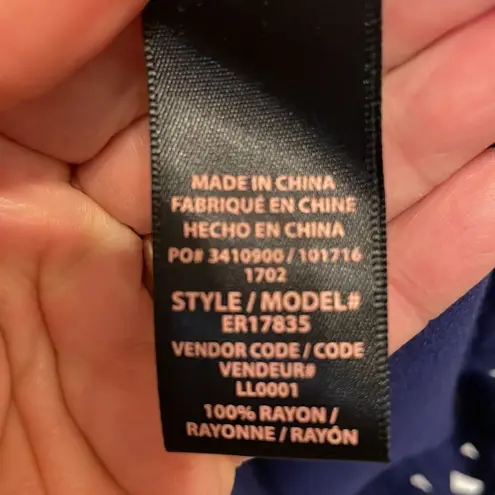 MADE IN CHINA
FABRIQUÉ EN CHINE
HECHO EN CHINA
PO# 3410900 / 101716
1702
STYLE / MODEL#
ER17835
VENDOR CODE / CODE
VENDEUR#
LL0001
100% RAYON /
RAYONNE / RAYÓN